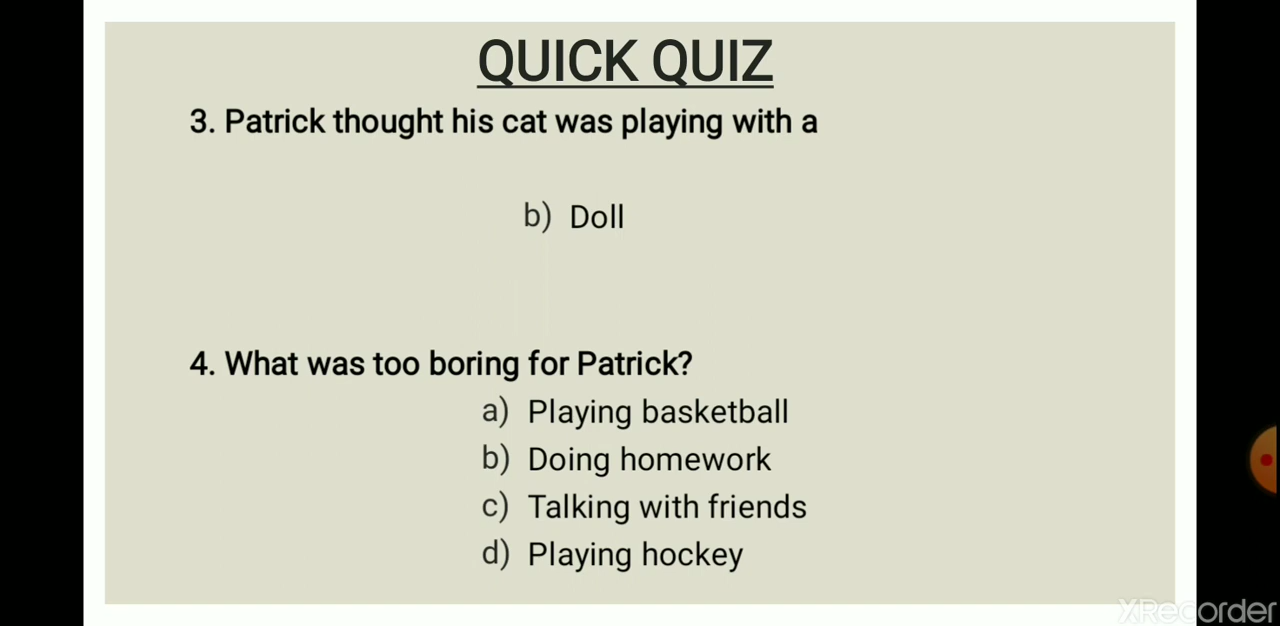 QUICK QUIZ
3. Patrick thought his cat was playing with a
b) Doll
4. What was too boring for Patrick?
a) Playing basketball
b) Doing homework
c) Talking with friends
d) Playing hockey
XRecorder